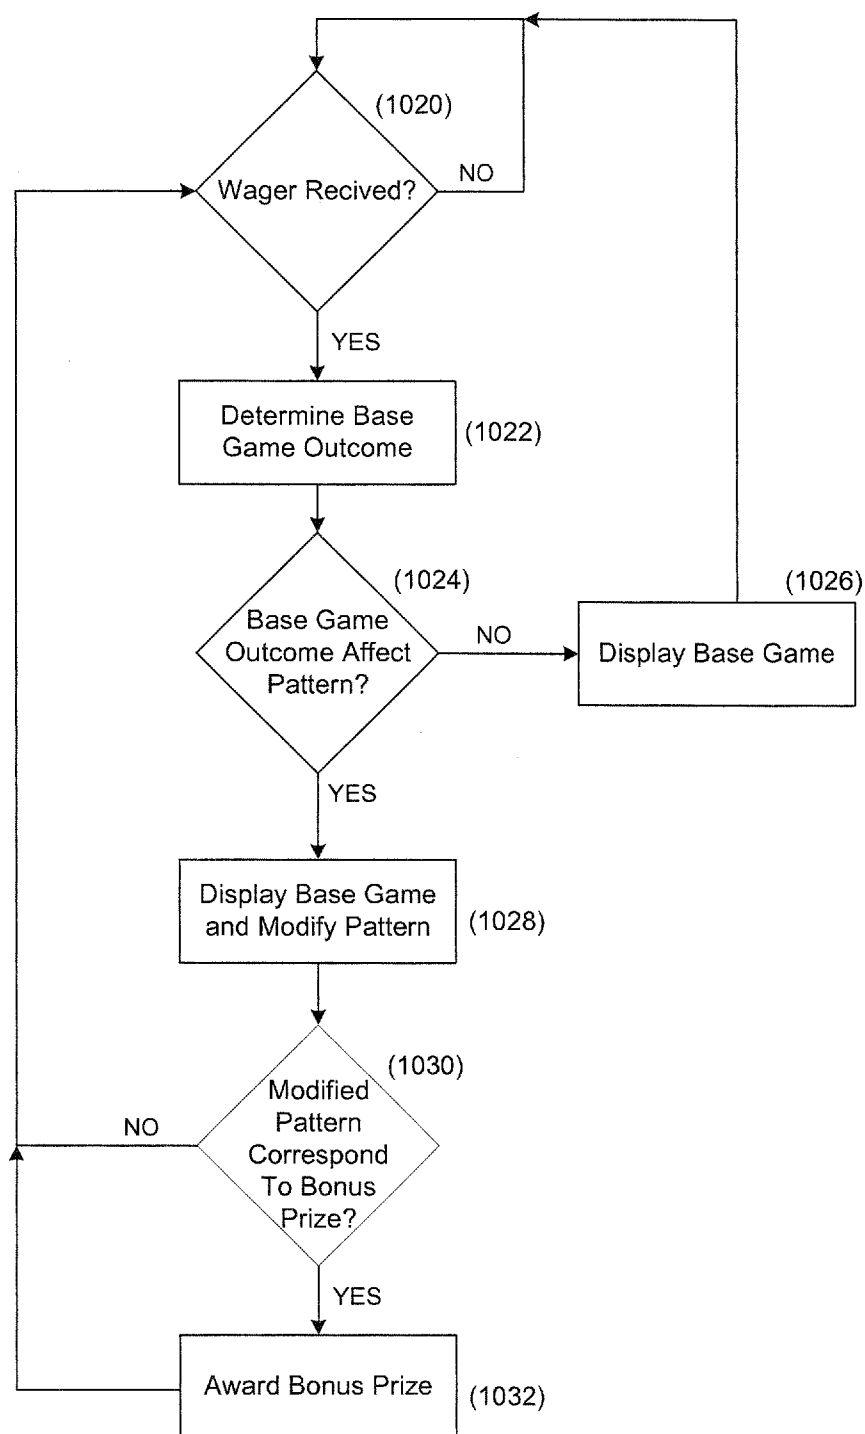 (1020)
Wager Recived?
NO
YES
Determine Base
Game Outcome
(1022)
(1024)
Base Game
Outcome Affect
Pattern?
NO
(1026)
Display Base Game
YES
Display Base Game
and Modify Pattern
(1028)
(1030)
Modified
Pattern
Correspond
To Bonus
Prize?
NO
YES
Award Bonus Prize
(1032)